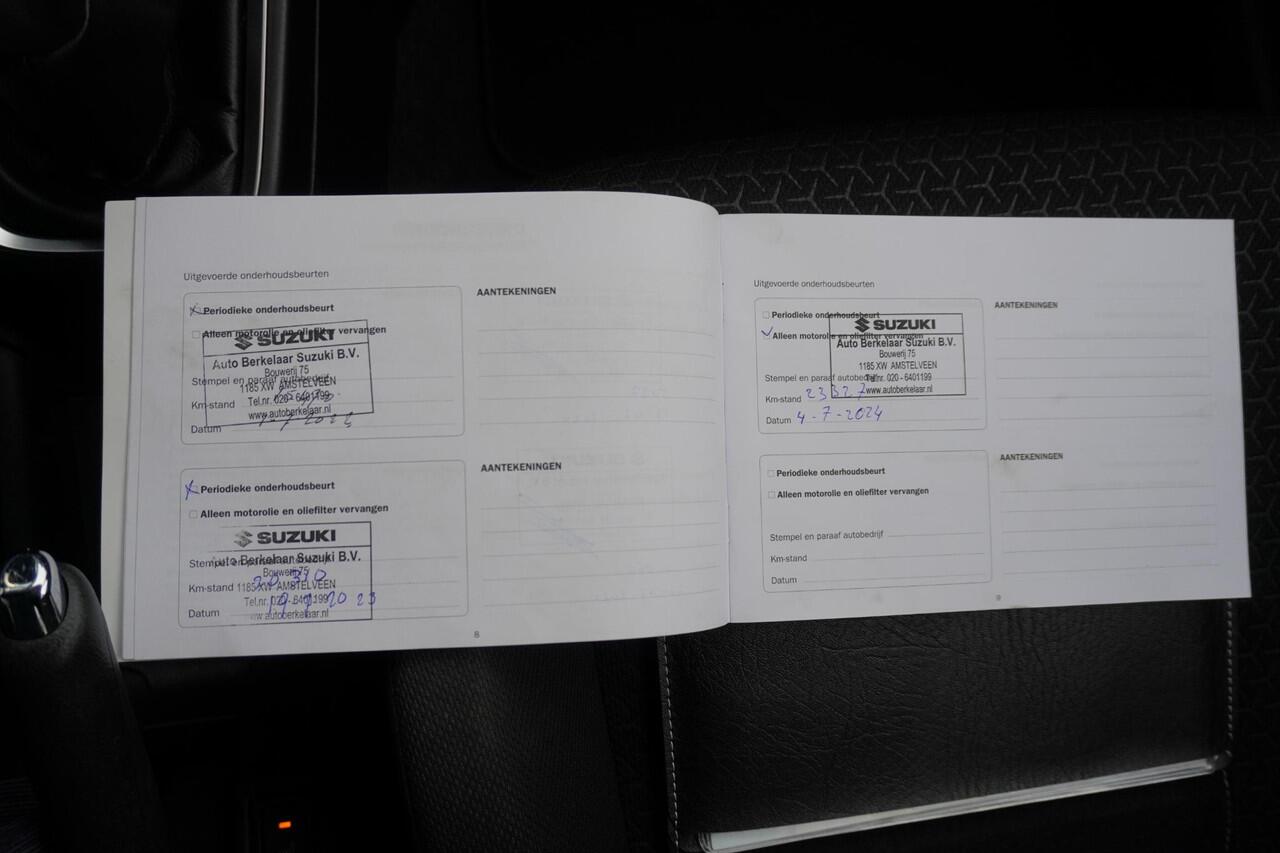 Uitgevoerde onderhoudsbeurten
Periodieke onderhoudsbeurt
Alleen motorolie en oliefilter vervangen
SUZUKI
Auto Berkelaar Suzuki B.V.
Bouwerij 75
Stempel en paraaf autobedrijf
1185 XW AMSTELVEEN
Tel.nr. 020 - 6401199
Km-stand
www.autoberkelaar.nl
Datum
AANTEKENINGEN
Periodieke onderhoudsbeurt
Alleen motorolie en oliefilter vervangen
SUZUKI
Auto Berkelaar Suzuki B.V.
Stempel en paraaf autobedrijf
Bouwerij 75
Km-stand 20 310
1185 XW AMSTELVEEN
Tel.nr. 020 - 6401199
Datum
www.autoberkelaar.nl
AANTEKENINGEN
8
Uitgevoerde onderhoudsbeurten
Periodieke onderhoudsbeurt
Alleen motorolie en oliefilter vervangen
SUZUKI
Auto Berkelaar Suzuki B.V.
Bouwerij 75
1185 XW AMSTELVEEN
Stempel en paraaf autobedrijf
Tel.nr. 020 - 6401199
www.autoberkelaar.nl
Km-stand 23327
Datum 4-7-2024
AANTEKENINGEN
Periodieke onderhoudsbeurt
Alleen motorolie en oliefilter vervangen
Stempel en paraaf autobedrijf
Km-stand
Datum
AANTEKENINGEN
9